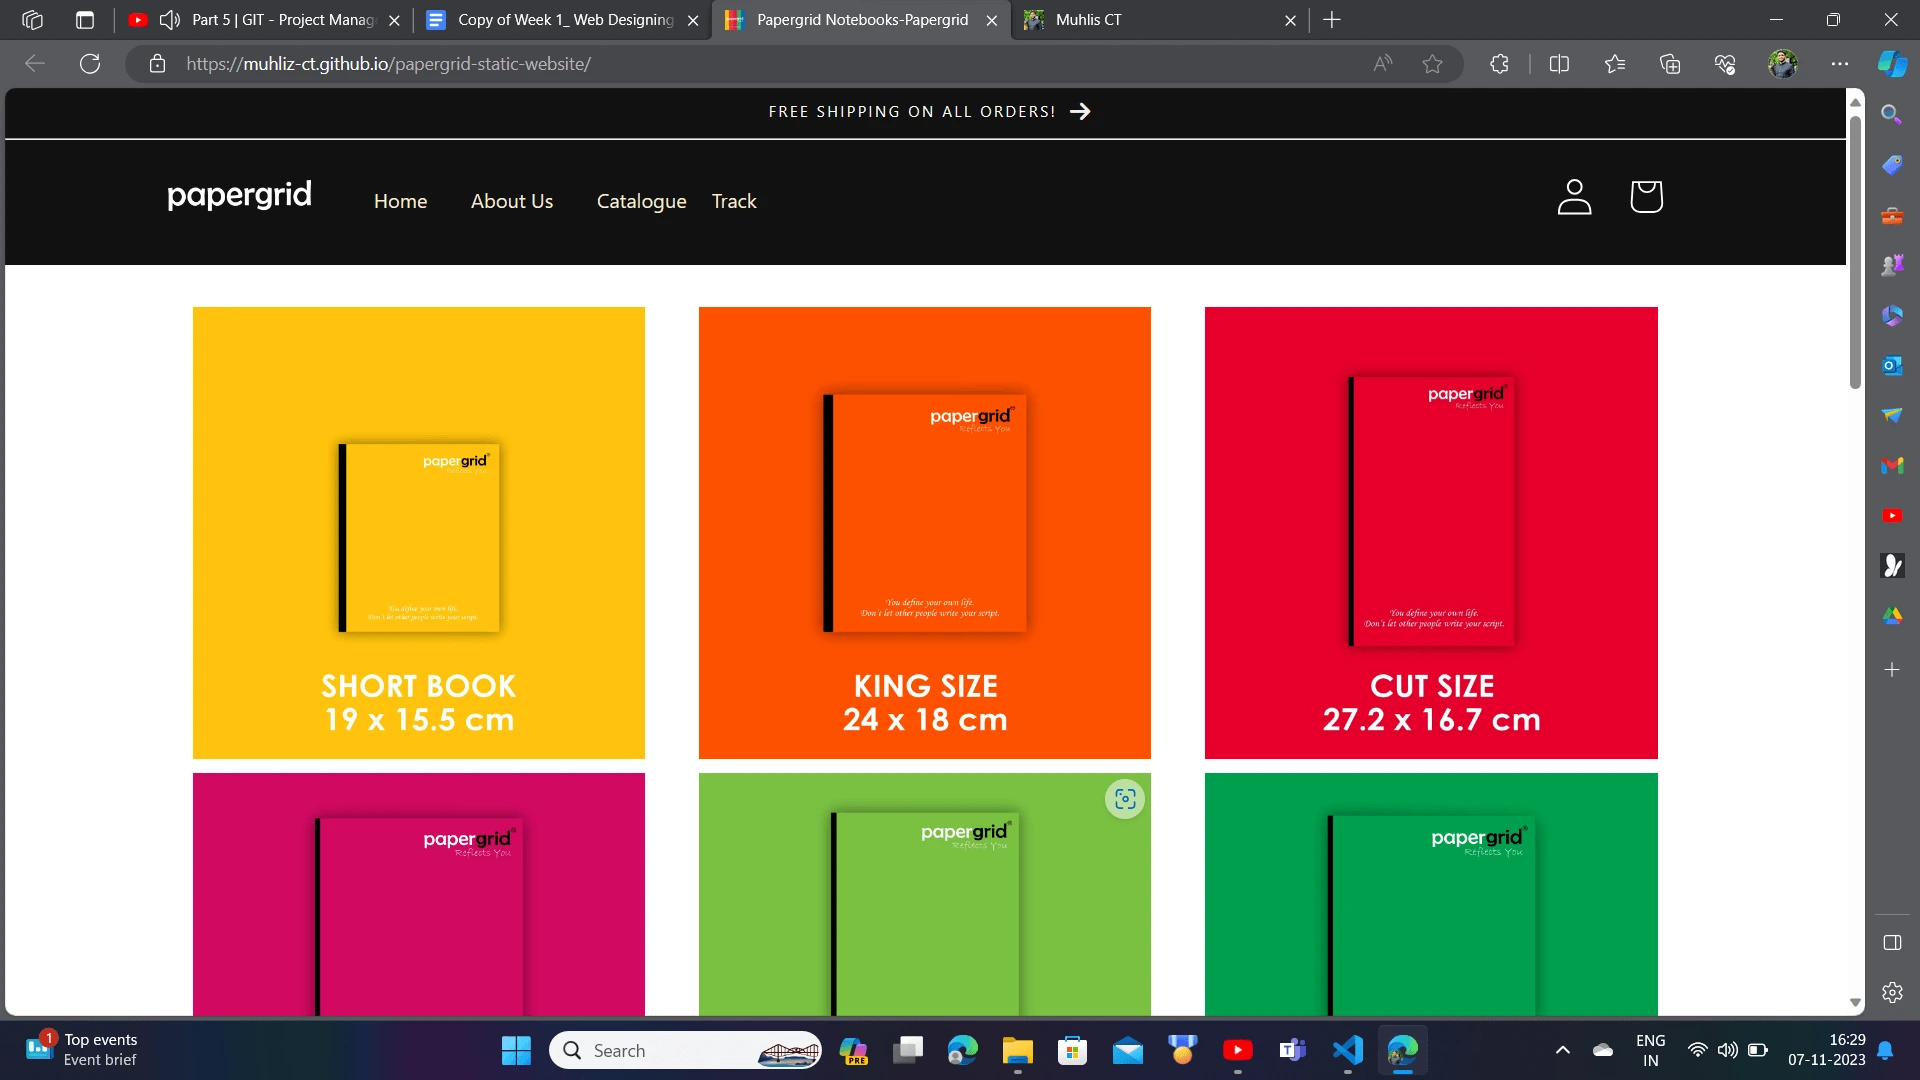 Part 5 | GIT - Project Manag
Copy of Week 1_ Web Designing
Papergrid Notebooks-Papergrid
Muhlis CT
https://muhliz-ct.github.io/papergrid-static-website/
FREE SHIPPING ON ALL ORDERS!
papergrid
Home
About Us
Catalogue
Track
papergrid
You define your own life.
Don't let other people write your script.
SHORT BOOK
19 x 15.5 cm
papergrid
Reflects You
You define your own life.
Don't let other people write your script.
KING SIZE
24 x 18 cm
papergrid
Reflects You
You define your own life.
Don't let other people write your script.
CUT SIZE
27.2 x 16.7 cm
papergrid
Reflects You
papergrid
Reflects You
papergrid
Reflects You
1
Top events
Event brief
Search
PRE
ENG
IN
16:29
07-11-2023